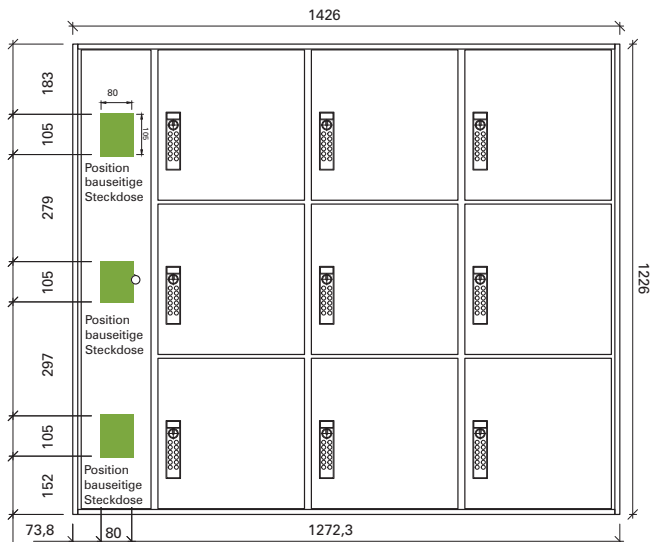 1426
183
80
105
105
Position
bauseitige
Steckdose
279
105
1226
Position
bauseitige
Steckdose
297
105
Position
bauseitige
Steckdose
152
73,8
80
1272,3